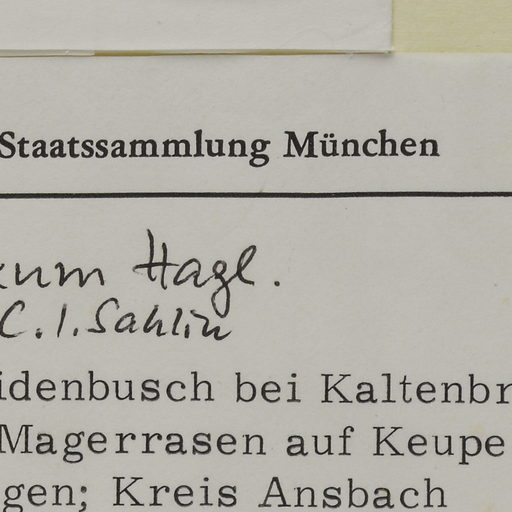 Staatssammlung München
xum Hagl.
C. I. Sahlin
idenbusch bei Kaltenbr
Magerrasen auf Keupe
gen; Kreis Ansbach